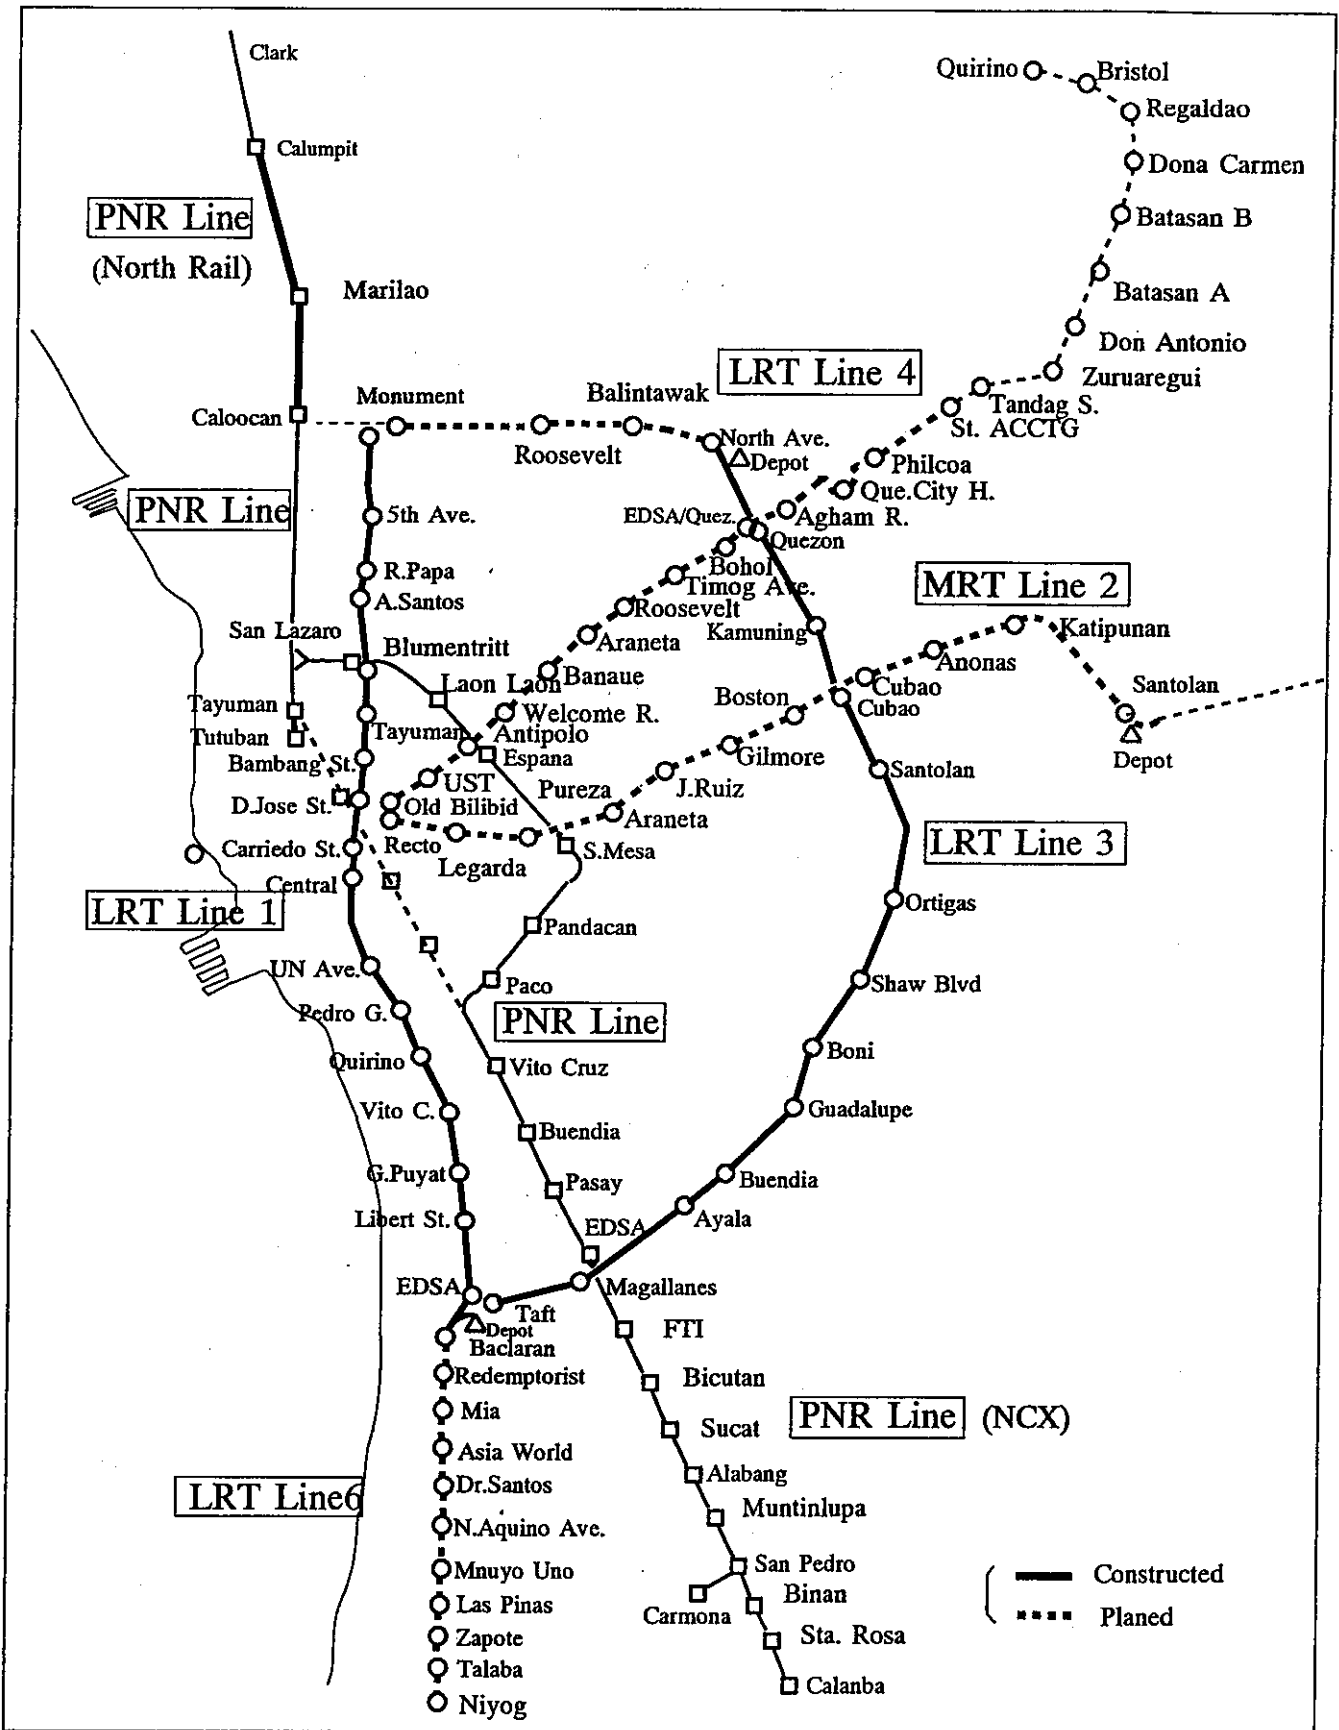 Clark
Quirino
Bristol
Regaldao
Calumpit
Dona Carmen
PNR Line
(North Rail)
Batasan B
Marilao
Batasan A
Don Antonio
LRT Line 4
Zuruaregui
Monument
Balintawak
Tandag S.
Caloocan
St. ACCTG
Roosevelt
North Ave.
Depot
Philcoa
Que.City H.
PNR Line
5th Ave.
EDSA/Quez.
Agham R.
Quezon
Bohol
R.Papa
Timog Ave.
MRT Line 2
A.Santos
Roosevelt
San Lazaro
Kamuning
Katipunan
Blumentritt
Araneta
Anonas
Banaue
Cubao
Laon Laon
Boston
Santolan
Tayuman
Cubao
Welcome R.
Tayuman
Antipolo
Tutuban
Espana
Gilmore
Depot
Bambang St.
UST
Pureza
J.Ruiz
Santolan
D.Jose St.
Old Bilibid
Araneta
Carriedo St.
Recto
S.Mesa
LRT Line 3
Legarda
Central
LRT Line 1
Ortigas
Pandacan
UN Ave.
Paco
Shaw Blvd
Pedro G.
PNR Line
Quirino
Vito Cruz
Boni
Vito C.
Guadalupe
Buendia
G.Puyat
Pasay
Buendia
Libert St.
EDSA
Ayala
EDSA
Magallanes
Taft
Depot
FTI
Baclaran
Redemptorist
Bicutan
Mia
Sucat
PNR Line (NCX)
Asia World
Alabang
Dr.Santos
LRT Line6
Muntinlupa
N.Aquino Ave.
Mnuyo Uno
San Pedro
Constructed
Las Pinas
Carmona
Binan
Planed
Zapote
Sta. Rosa
Talaba
Calanba
Niyog